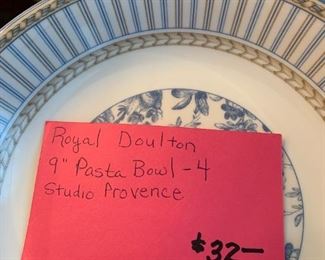 Royal Doulton
9" Pasta Bowl - 4
Studio Provence
$32—